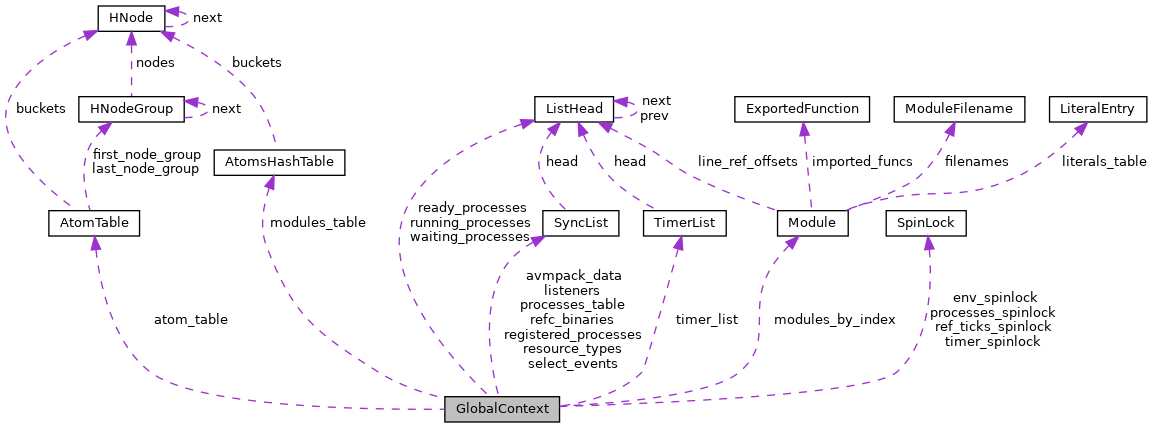 HNode
next
nodes
buckets
buckets
HNodeGroup
next
ListHead
next
prev
ExportedFunction
ModuleFilename
LiteralEntry
first_node_group
last_node_group
AtomsHashTable
head
head
line_ref_offsets
imported_funcs
filenames
literals_table
AtomTable
modules_table
ready_processes
running_processes
waiting_processes
SyncList
TimerList
Module
SpinLock
atom_table
avmpack_data
listeners
processes_table
refc_binaries
registered_processes
resource_types
select_events
timer_list
modules_by_index
env_spinlock
processes_spinlock
ref_ticks_spinlock
timer_spinlock
GlobalContext